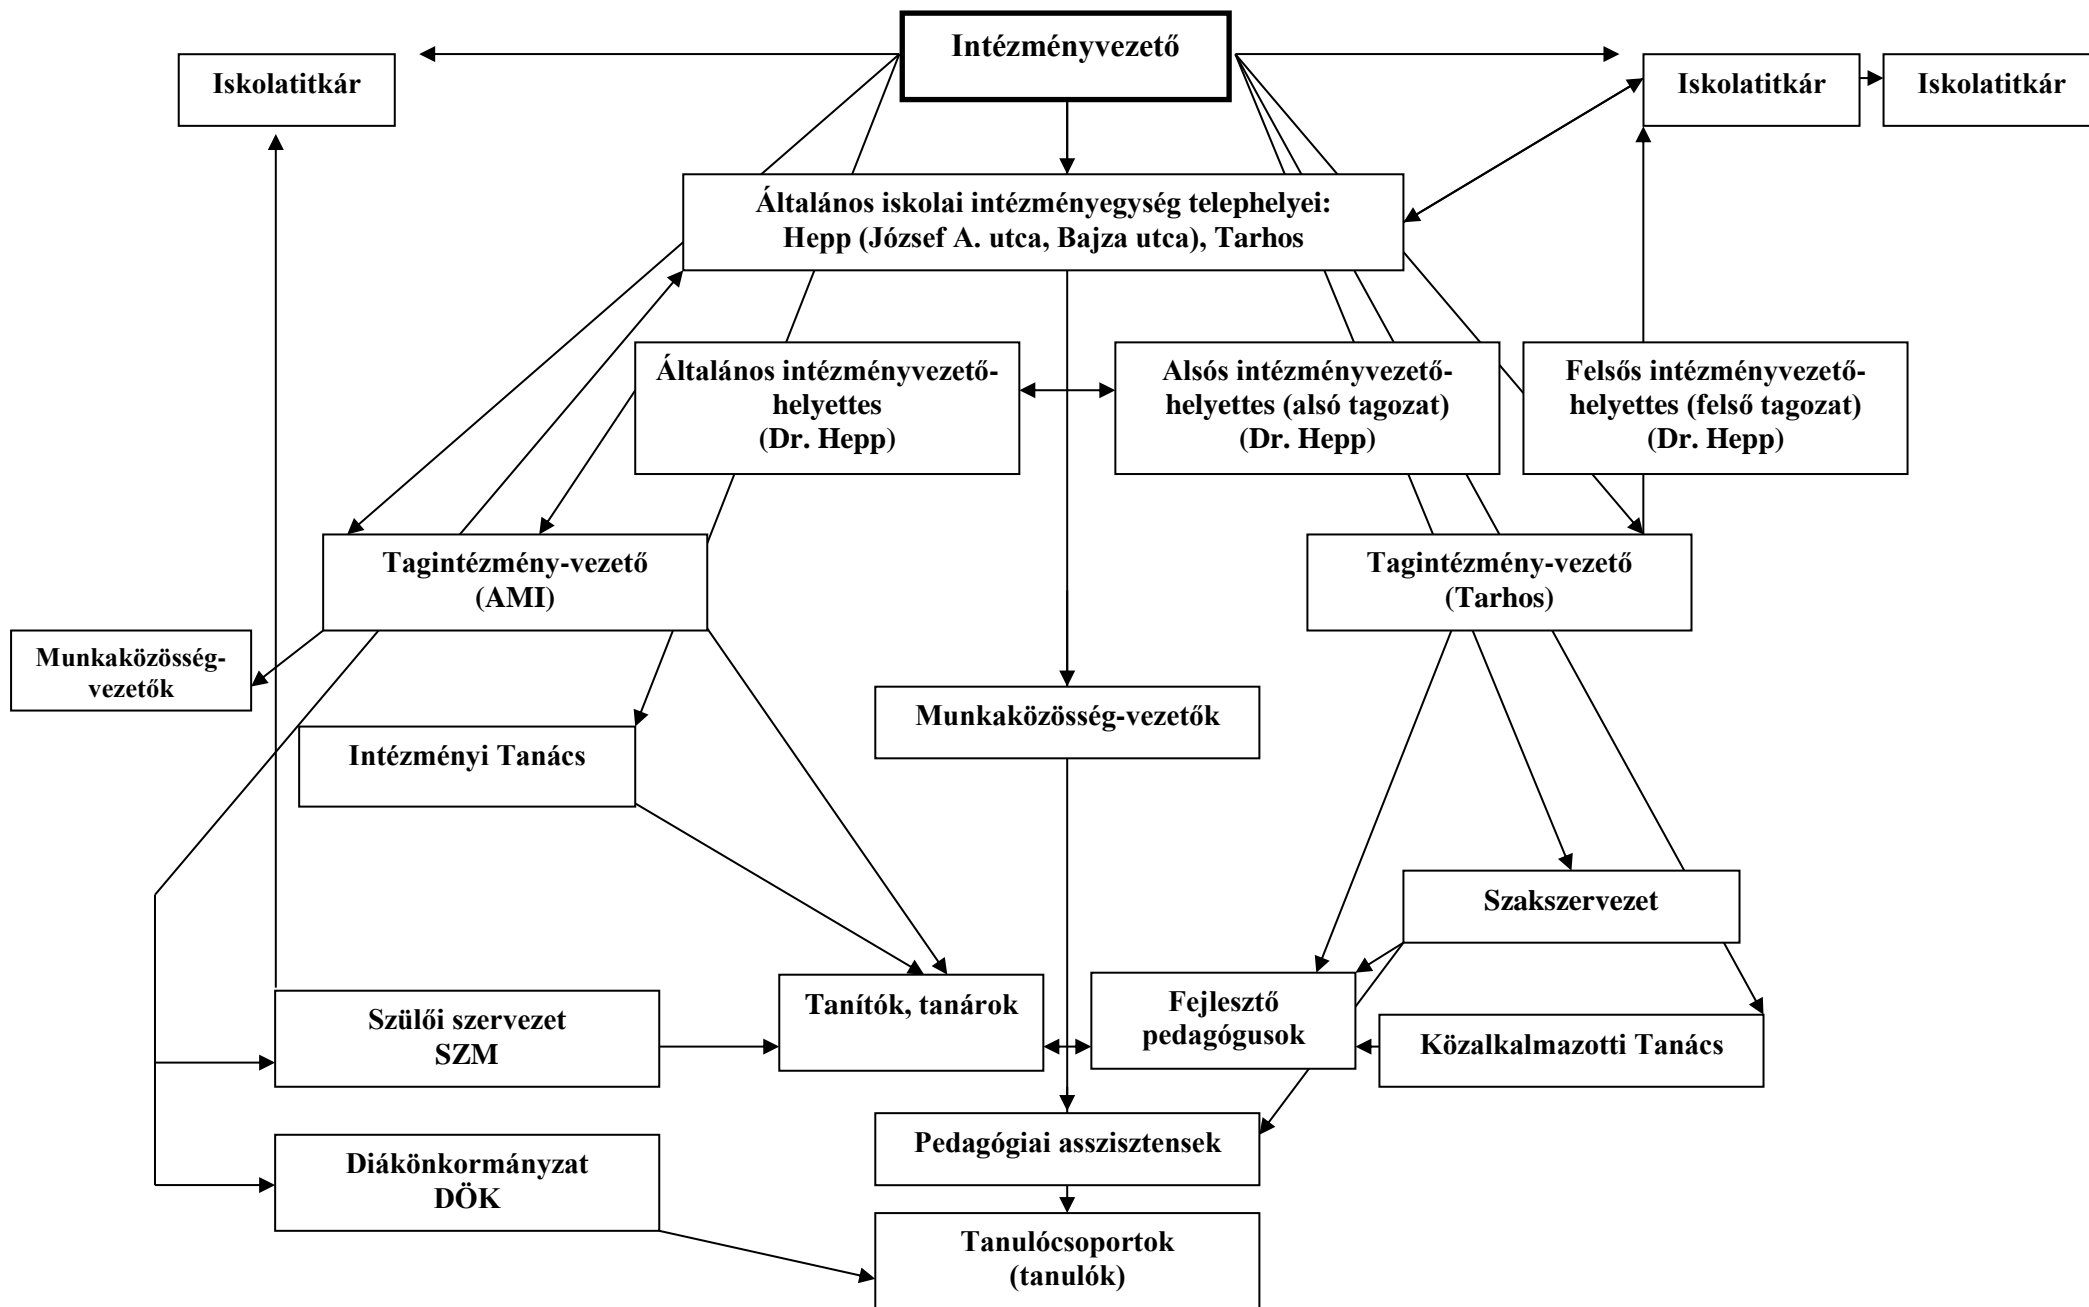 Intézményvezető
Iskolatitkár
Iskolatitkár
Iskolatitkár
Általános iskolai intézményegység telephelyei:
Hepp (József A. utca, Bajza utca), Tarhos
Általános intézményvezető-
helyettes
(Dr. Hepp)
Alsós intézményvezető-
helyettes (alsó tagozat)
(Dr. Hepp)
Felsős intézményvezető-
helyettes (felső tagozat)
(Dr. Hepp)
Tagintézmény-vezető
(AMI)
Tagintézmény-vezető
(Tarhos)
Munkaközösség-
vezetők
Munkaközösség-vezetők
Intézményi Tanács
Szakszervezet
Szülői szervezet
SZM
Tanítók, tanárok
Fejlesztő
pedagógusok
Közalkalmazotti Tanács
Pedagógiai asszisztensek
Diákönkormányzat
DÖK
Tanulócsoportok
(tanulók)